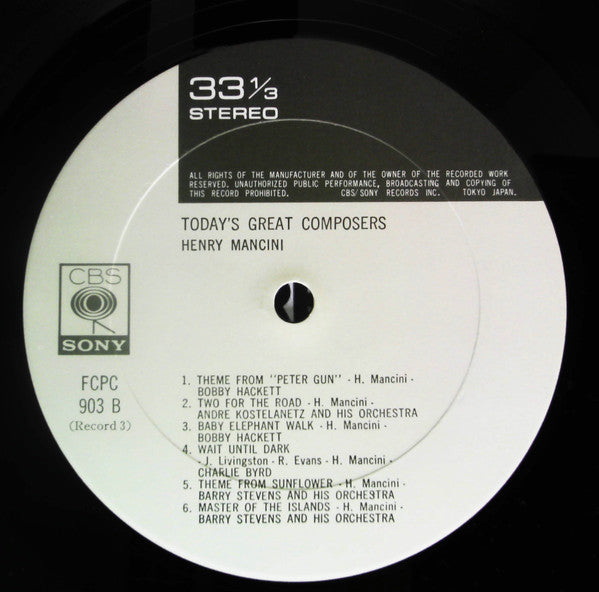 33 1/3
STEREO
ALL RIGHTS OF THE MANUFACTURER AND OF THE OWNER OF THE RECORDED WORK
RESERVED. UNAUTHORIZED PUBLIC PERFORMANCE, BROADCASTING AND COPYING OF
THIS RECORD PROHIBITED. CBS/SONY RECORDS INC. TOKYO JAPAN.
TODAY'S GREAT COMPOSERS
HENRY MANCINI
CBS
SONY
FCPC
903 B
(Record 3)
1. THEME FROM "PETER GUN" - H. Mancini -
BOBBY HACKETT
2. TWO FOR THE ROAD - H. Mancini -
ANDRE KOSTELANETZ AND HIS ORCHESTRA
3. BABY ELEPHANT WALK - H. Mancini -
BOBBY HACKETT
4. WAIT UNTIL DARK
- J. Livingston - R. Evans - H. Mancini -
CHARLIE BYRD
5. THEME FROM SUNFLOWER - H. Mancini -
BARRY STEVENS AND HIS ORCHESTRA
6. MASTER OF THE ISLANDS - H. Mancini -
BARRY STEVENS AND HIS ORCHESTRA